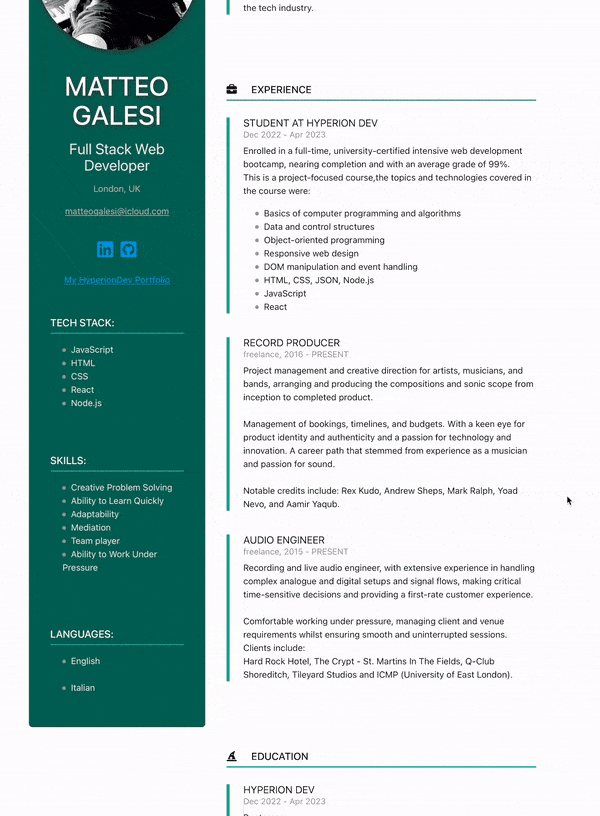 MATTEO
GALESI
Full Stack Web
Developer
London, UK
matteogalesi@icloud.com
My HyperionDev Portfolio
TECH STACK:
JavaScript
HTML
CSS
React
Node.js
SKILLS:
Creative Problem Solving
Ability to Learn Quickly
Adaptability
Mediation
Team player
Ability to Work Under
Pressure
LANGUAGES:
English
Italian
the tech industry.
EXPERIENCE
STUDENT AT HYPERION DEV
Dec 2022 - Apr 2023
Enrolled in a full-time, university-certified intensive web development
bootcamp, nearing completion and with an average grade of 99%.
This is a project-focused course,the topics and technologies covered in
the course were:
Basics of computer programming and algorithms
Data and control structures
Object-oriented programming
Responsive web design
DOM manipulation and event handling
HTML, CSS, JSON, Node.js
JavaScript
React
RECORD PRODUCER
freelance, 2016 - PRESENT
Project management and creative direction for artists, musicians, and
bands, arranging and producing the compositions and sonic scope from
inception to completed product.
Management of bookings, timelines, and budgets. With a keen eye for
product identity and authenticity and a passion for technology and
innovation. A career path that stemmed from experience as a musician
and passion for sound.
Notable credits include: Rex Kudo, Andrew Sheps, Mark Ralph, Yoad
Nevo, and Aamir Yaqub.
AUDIO ENGINEER
freelance, 2015 - PRESENT
Recording and live audio engineer, with extensive experience in handling
complex analogue and digital setups and signal flows, making critical
time-sensitive decisions and providing a first-rate customer experience.
Comfortable working under pressure, managing client and venue
requirements whilst ensuring smooth and uninterrupted sessions.
Clients include:
Hard Rock Hotel, The Crypt - St. Martins In The Fields, Q-Club
Shoreditch, Tileyard Studios and ICMP (University of East London).
EDUCATION
HYPERION DEV
Dec 2022 - Apr 2023